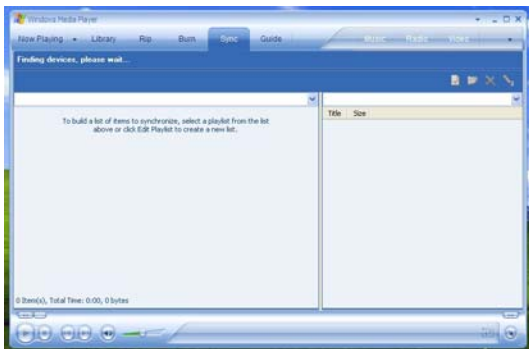 Windows Media Player
Now Playing Library Rip Burn Sync Guide Music Radio Video
Finding devices, please wait...
To build a list of items to synchronize, select a playlist from the list
above or click Edit Playlist to create a new list.
Title Size
0 Item(s), Total Time: 0:00, 0 bytes